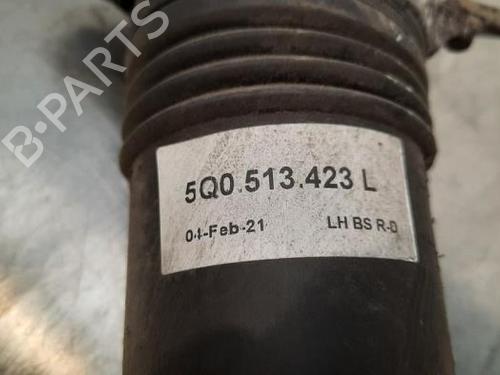 B-PARTS
5Q0.513.423 L
04-Feb-21 LH BS R-D